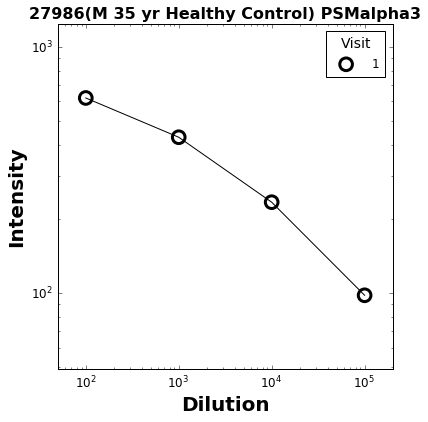 27986(M 35 yr Healthy Control) PSMalpha3
Visit
1
10³
10²
Intensity
10² 10³ 10⁴ 10⁵
Dilution